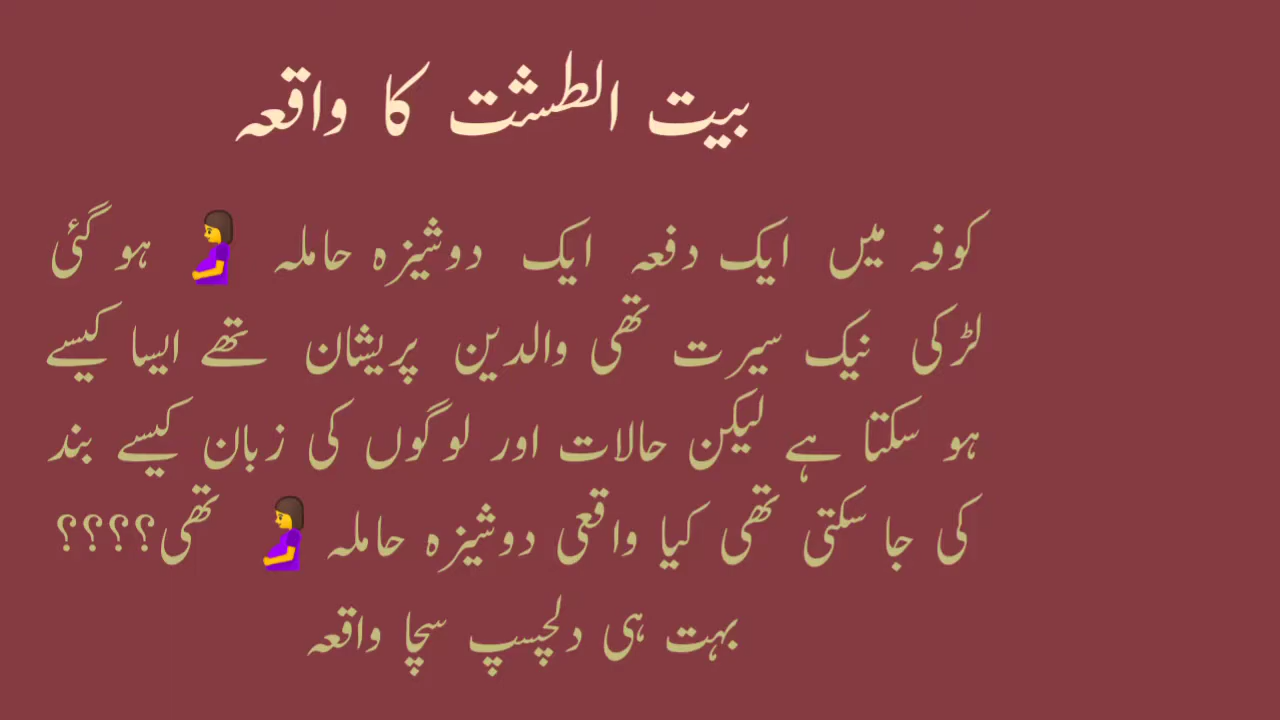 بیت الطشت کا واقعہ
کوفہ میں ایک دفعہ ایک دوشیزہ حاملہ 🤰 ہو گئی
لڑکی نیک سیرت تھی والدین پریشان تھے ایسا کیسے
ہو سکتا ہے لیکن حالات اور لوگوں کی زبان کیسے بند
کی جا سکتی تھی کیا واقعی دوشیزہ حاملہ 🤰 تھی؟؟؟؟
بہت ہی دلچسپ سچا واقعہ